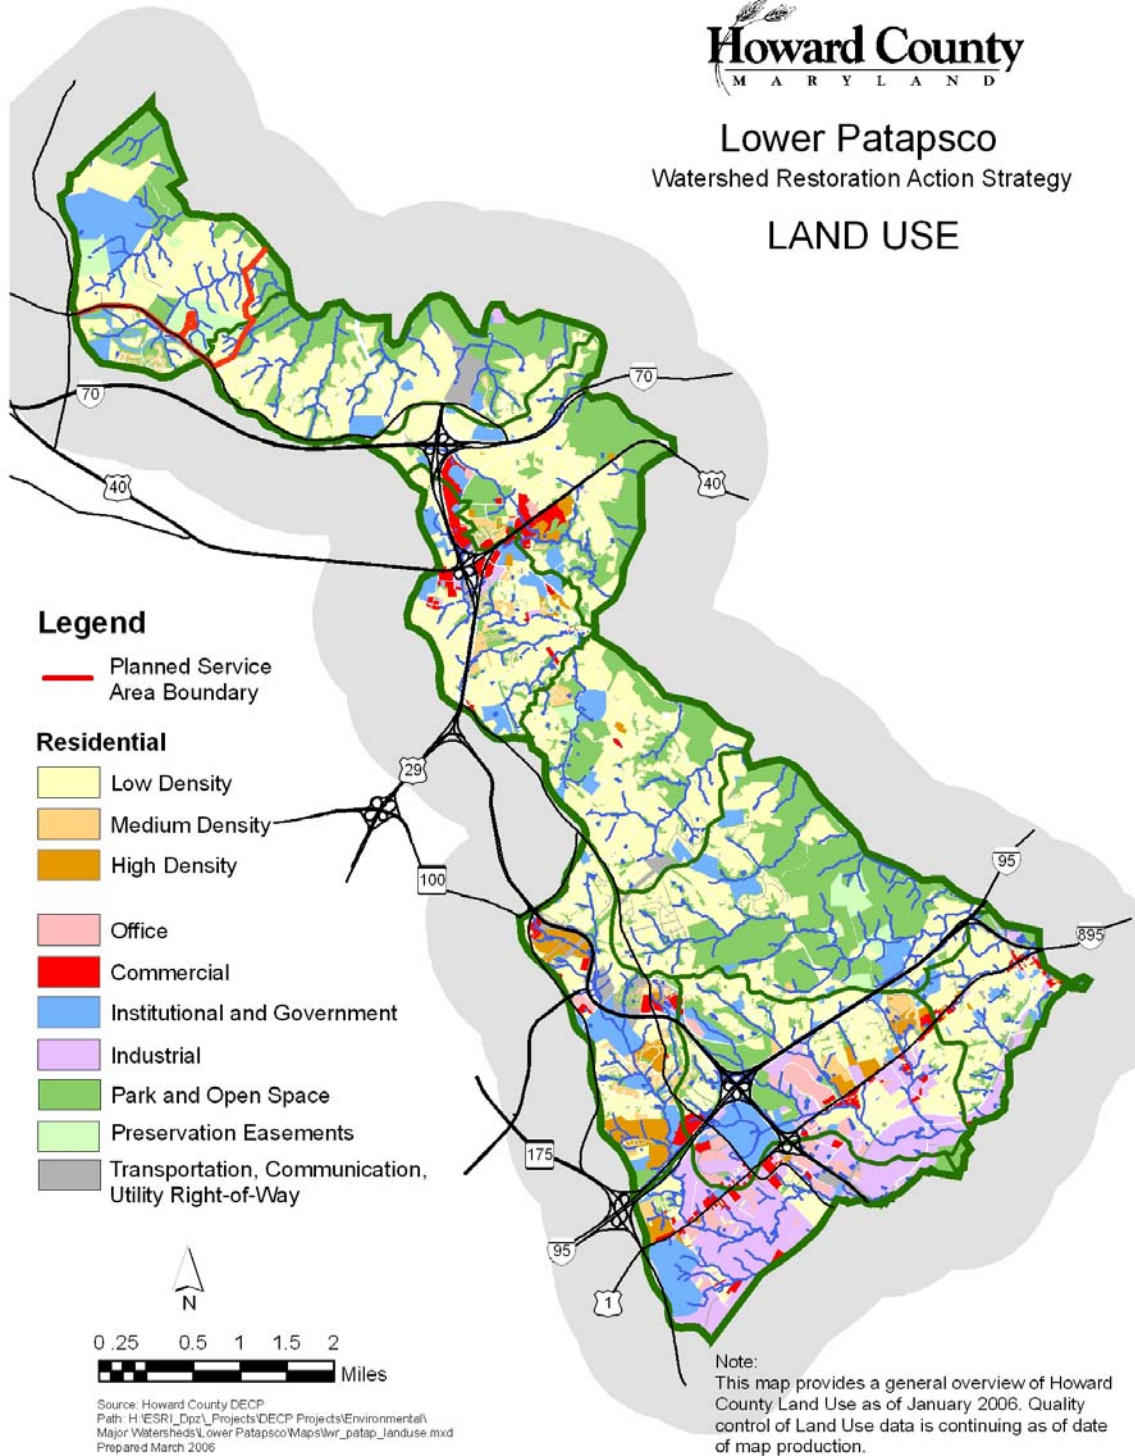 Howard County
MARYLAND
Lower Patapsco
Watershed Restoration Action Strategy
LAND USE
70
70
40
40
29
100
95
895
175
95
1
Legend
Planned Service
Area Boundary
Residential
Low Density
Medium Density
High Density
Office
Commercial
Institutional and Government
Industrial
Park and Open Space
Preservation Easements
Transportation, Communication,
Utility Right-of-Way
N
0 .25 0.5 1 1.5 2
Miles
Source: Howard County DECP
Path: H:\ESRI_Dpz\_Projects\DECP Projects\Environmental\
Major Watersheds\Lower Patapsco\Maps\lwr_patap_landuse.mxd
Prepared March 2006
Note:
This map provides a general overview of Howard
County Land Use as of January 2006. Quality
control of Land Use data is continuing as of date
of map production.